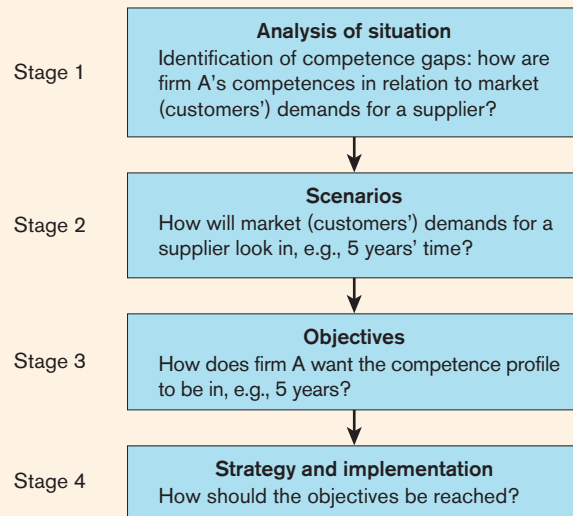 Stage 1
Analysis of situation
Identification of competence gaps: how are
firm A's competences in relation to market
(customers') demands for a supplier?
Stage 2
Scenarios
How will market (customers') demands for a
supplier look in, e.g., 5 years' time?
Stage 3
Objectives
How does firm A want the competence profile
to be in, e.g., 5 years?
Stage 4
Strategy and implementation
How should the objectives be reached?